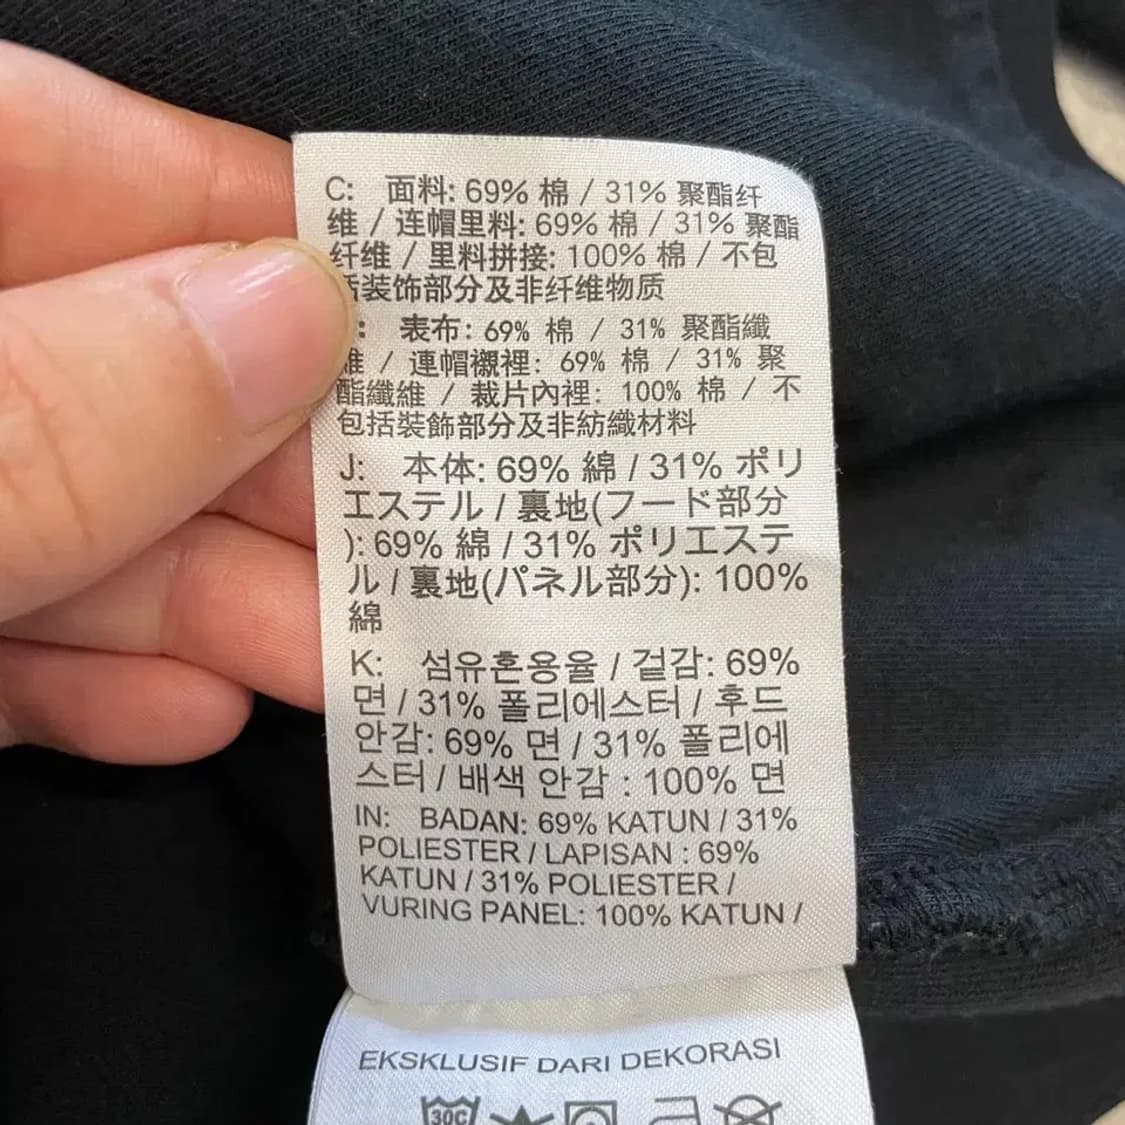 C: 面料: 69% 棉 / 31% 聚酯纤
维 / 连帽里料: 69% 棉 / 31% 聚酯
纤维 / 里料拼接: 100% 棉 / 不包
括装饰部分及非纤维物质
: 表布: 69% 棉 / 31% 聚酯纖
維 / 連帽襯裡: 69% 棉 / 31% 聚
酯纖維 / 裁片內裡: 100% 棉 / 不
包括裝飾部分及非紡織材料
J: 本体: 69% 綿 / 31% ポリ
エステル / 裏地(フード部分
): 69% 綿 / 31% ポリエステ
ル / 裏地(パネル部分): 100%
綿
K: 섬유혼용율 / 겉감: 69%
면 / 31% 폴리에스터 / 후드
안감: 69% 면 / 31% 폴리에
스터 / 배색 안감 : 100% 면
IN: BADAN: 69% KATUN / 31%
POLIESTER / LAPISAN : 69%
KATUN / 31% POLIESTER /
VURING PANEL: 100% KATUN /
EKSKLUSIF DARI DEKORASI
30C